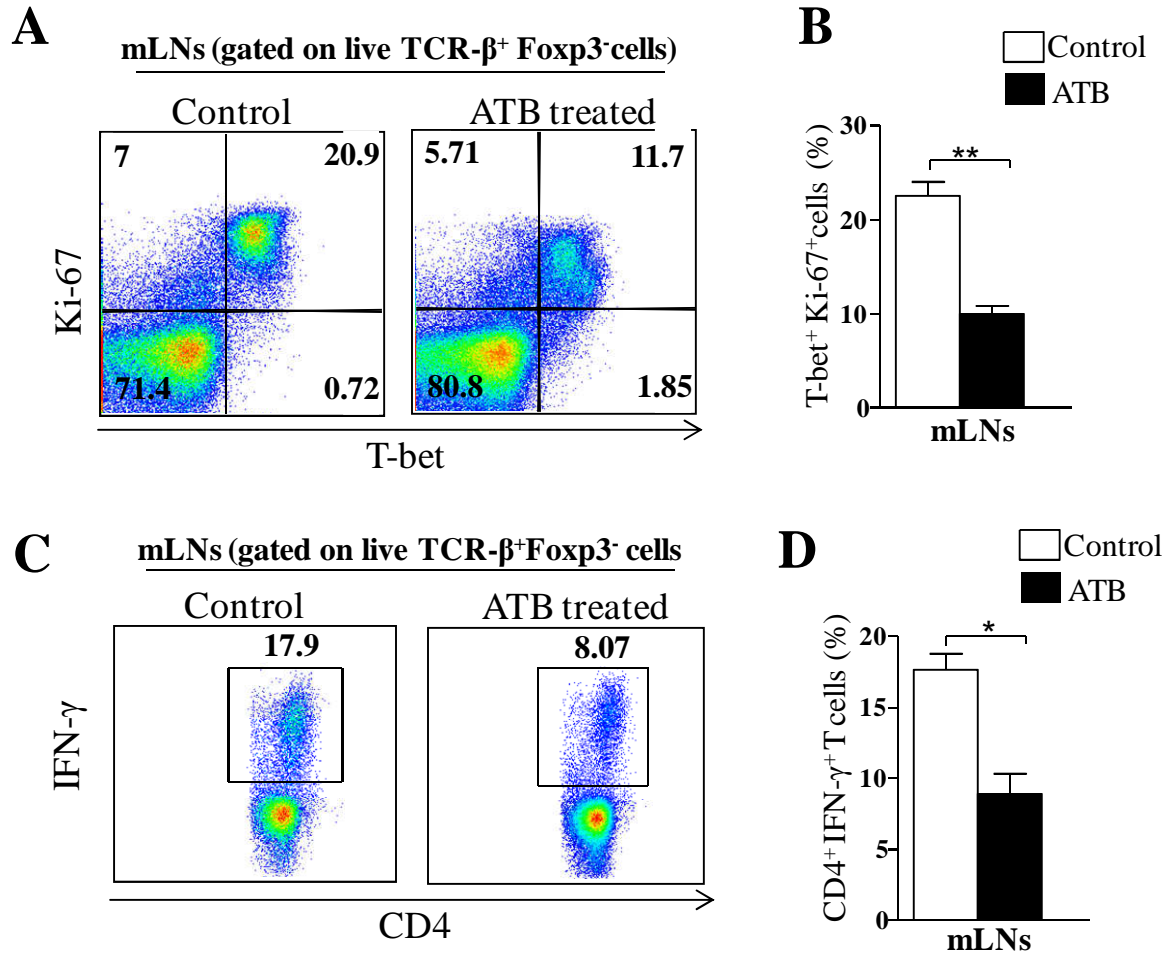 A
mLNs (gated on live TCR-β⁺ Foxp3⁻cells)
Control
ATB treated
7
20.9
71.4
0.72
5.71
11.7
80.8
1.85
Ki-67
T-bet
B
Control
ATB
T-bet⁺ Ki-67⁺cells (%)
30
20
10
0
**
mLNs
C
mLNs (gated on live TCR-β⁺Foxp3⁻ cells
Control
ATB treated
17.9
8.07
IFN-γ
CD4
D
Control
ATB
CD4⁺ IFN-γ⁺ T cells (%)
20
15
10
5
0
*
mLNs